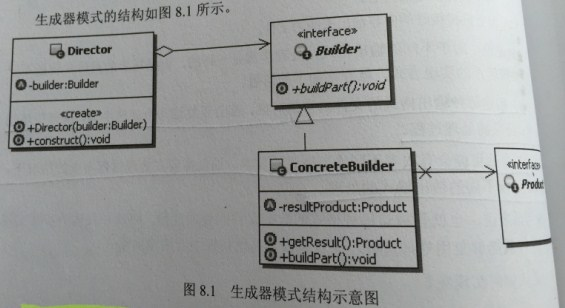 生成器模式的结构如图 8.1 所示。
Director
-builder:Builder
«create»
+Director(builder:Builder)
+construct():void
«interface»
Builder
+buildPart():void
ConcreteBuilder
-resultProduct:Product
+getResult():Product
+buildPart():void
«interface»
图 8.1 生成器模式结构示意图